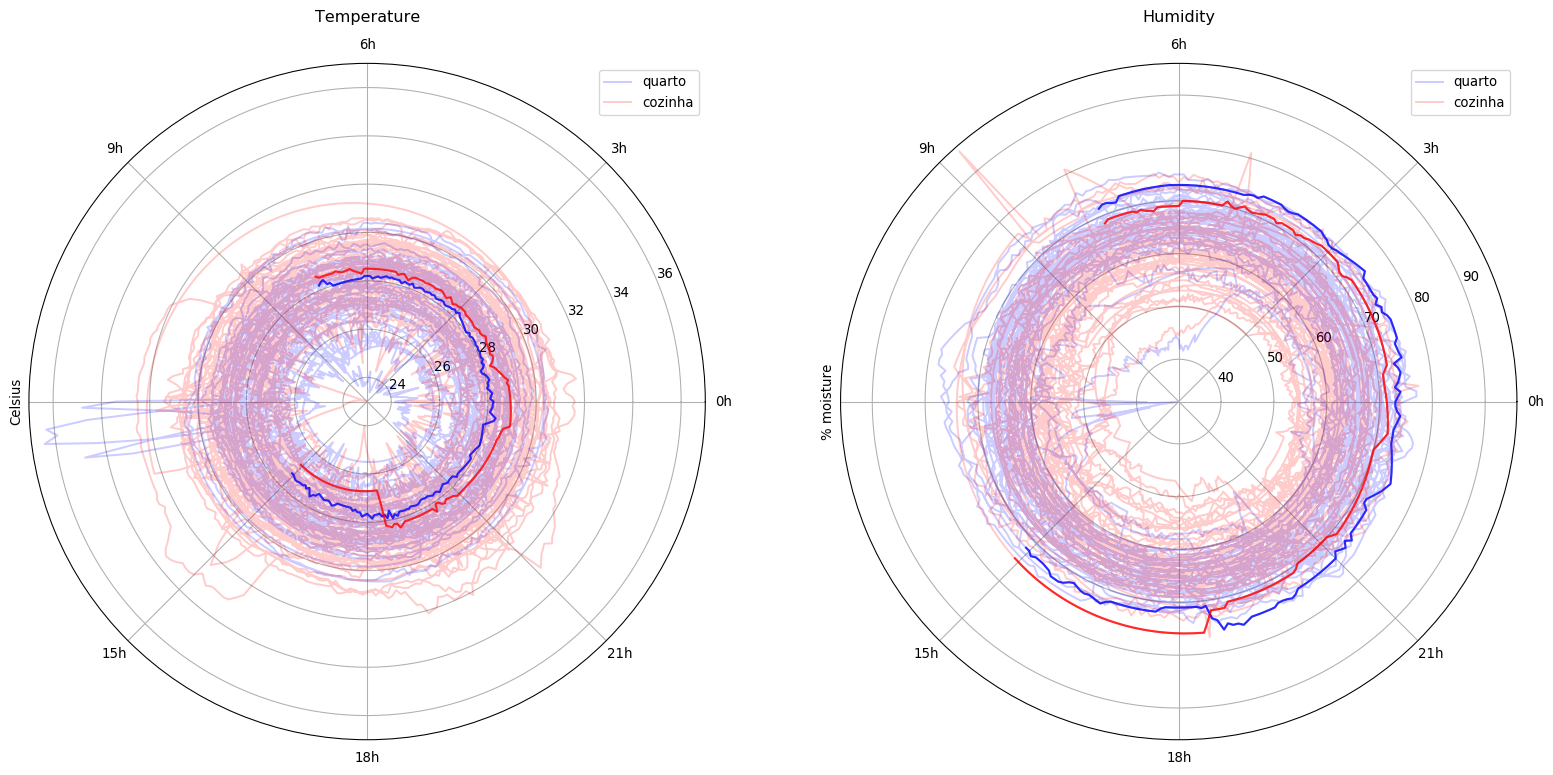 Temperature
6h
quarto
cozinha
9h
3h
36
34
32
30
28
26
24
Celsius
0h
15h
21h
18h
Humidity
6h
quarto
cozinha
9h
3h
90
80
70
60
50
40
% moisture
0h
15h
21h
18h